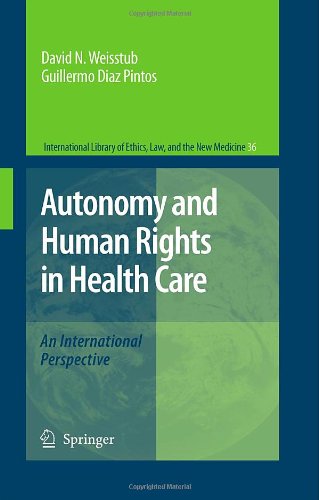 David N. Weisstub
Guillermo Diaz Pintos
International Library of Ethics, Law, and the New Medicine 36
Autonomy and
Human Rights
in Health Care
An International
Perspective
Springer